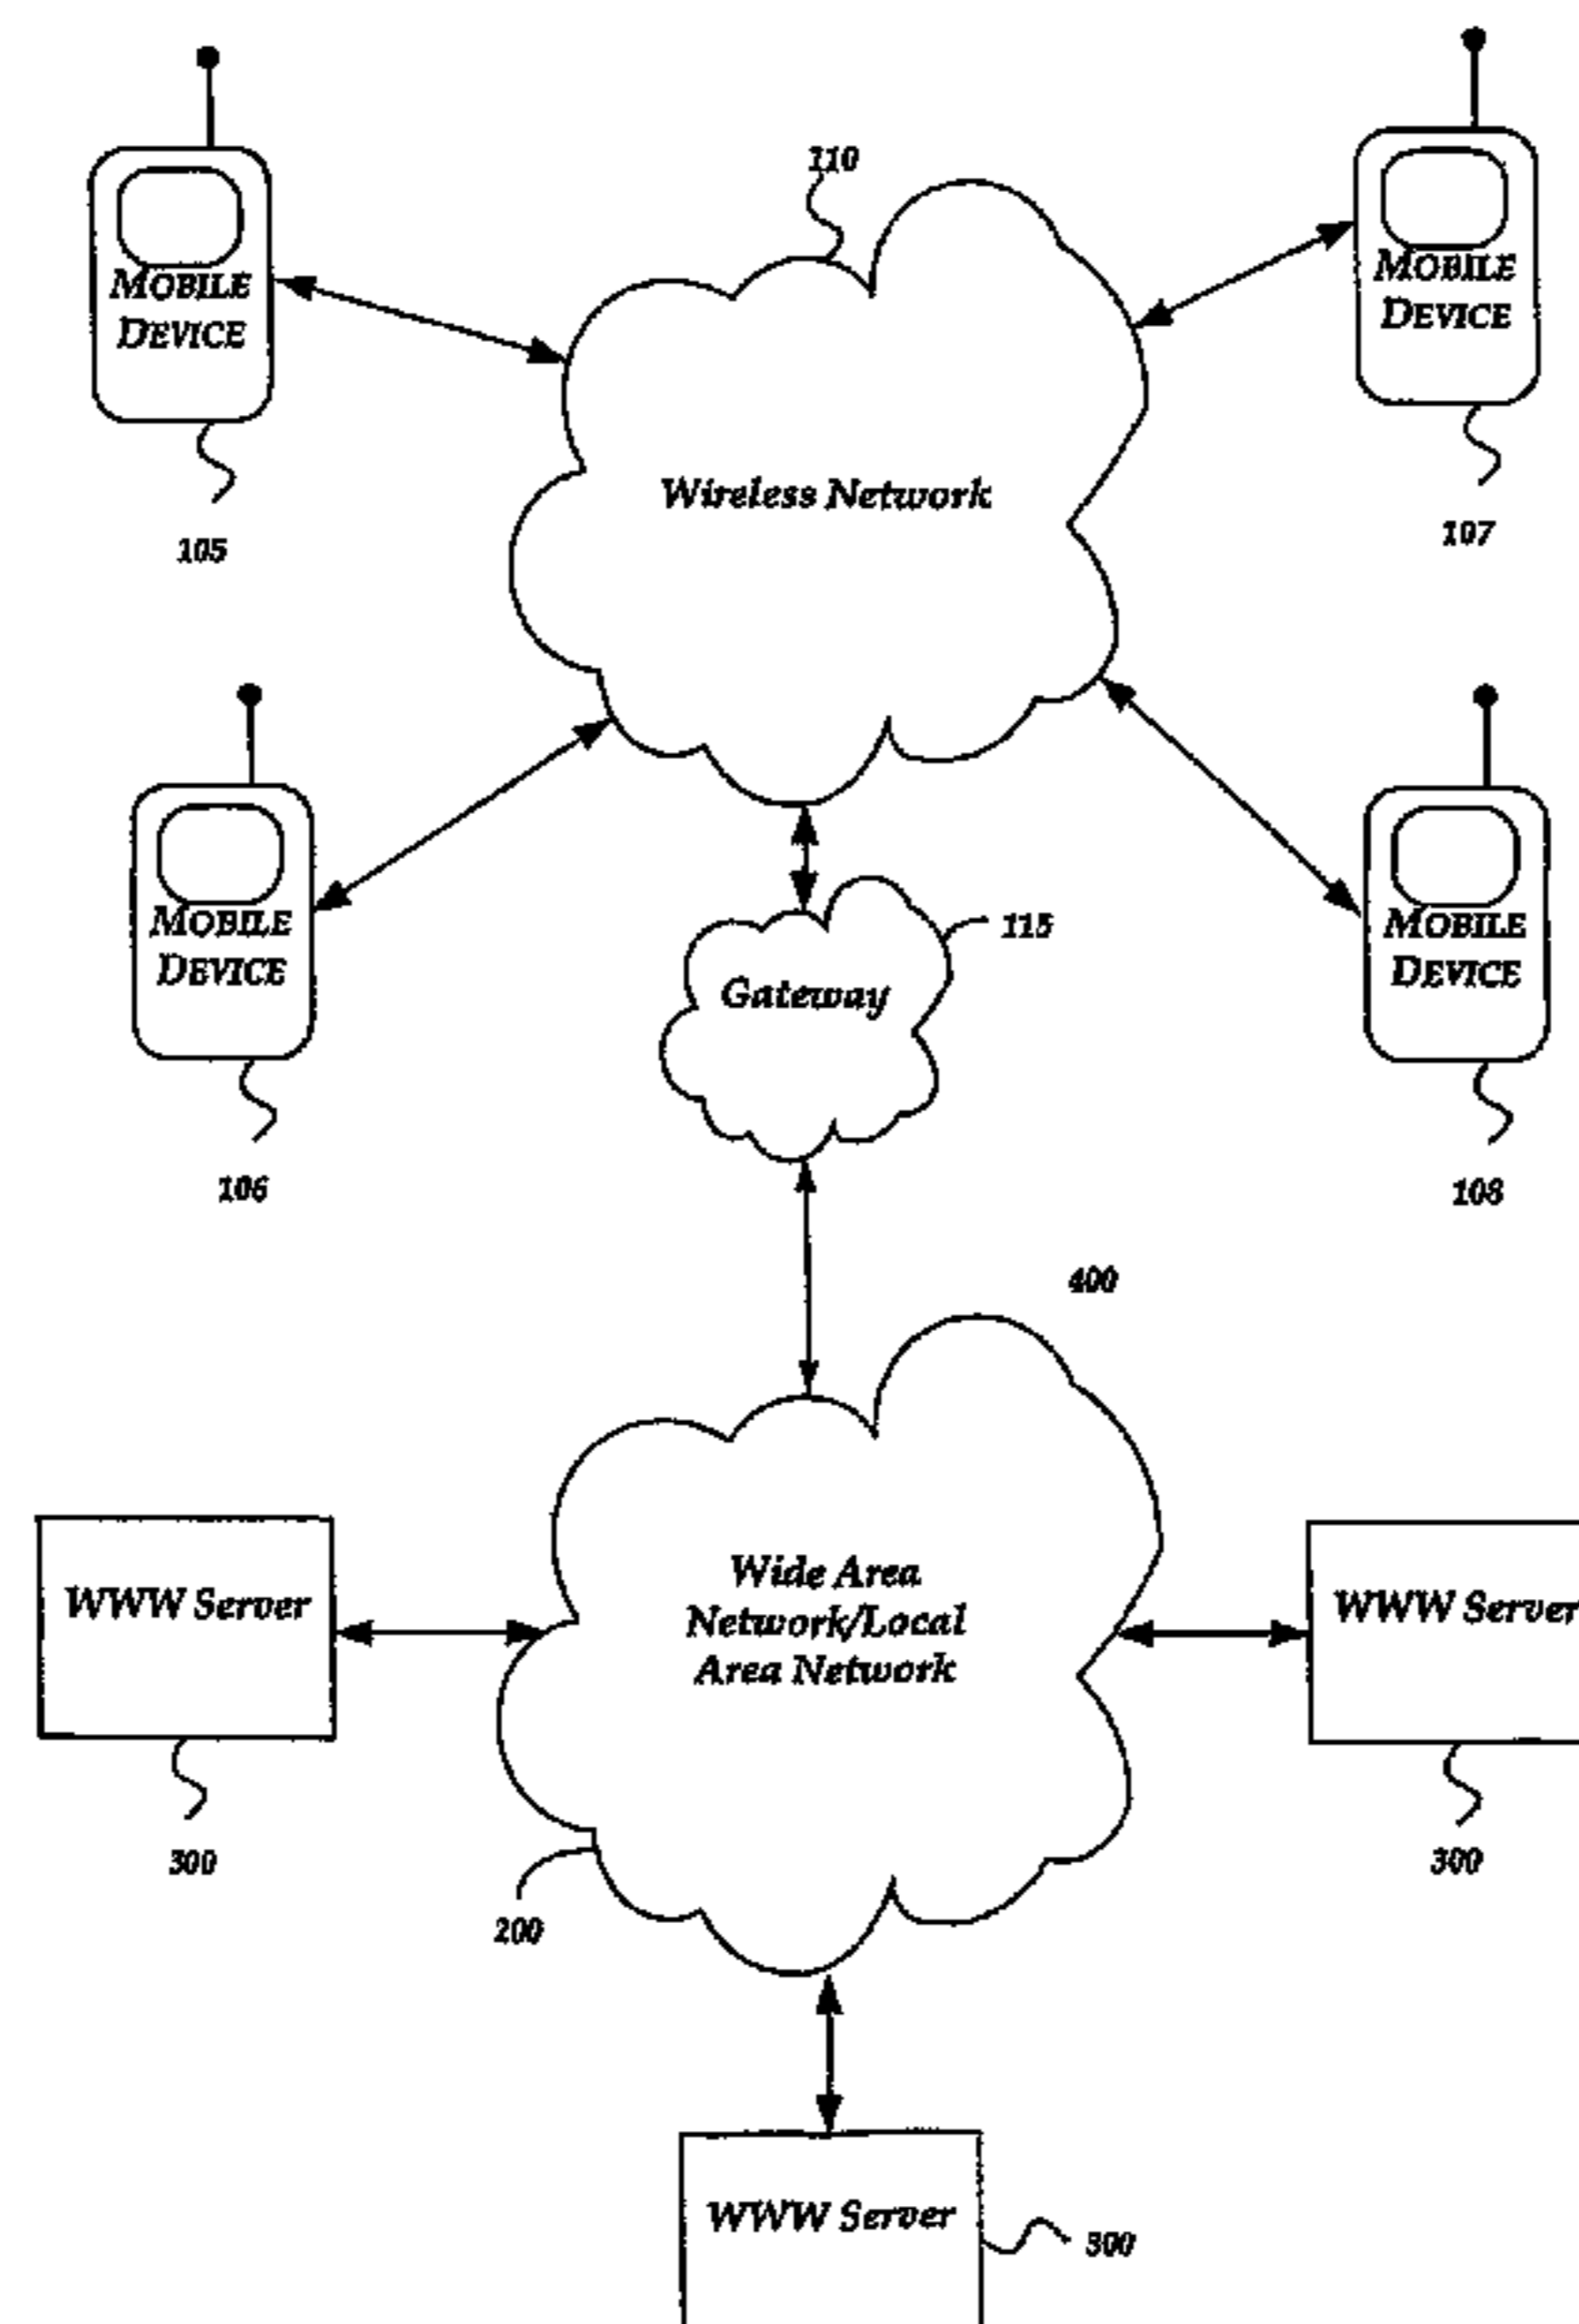 110
MOBILE
DEVICE
105
MOBILE
DEVICE
107
Wireless Network
MOBILE
DEVICE
106
MOBILE
DEVICE
108
115
Gateway
400
WWW Server
300
Wide Area
Network/Local
Area Network
200
WWW Server
300
WWW Server
300